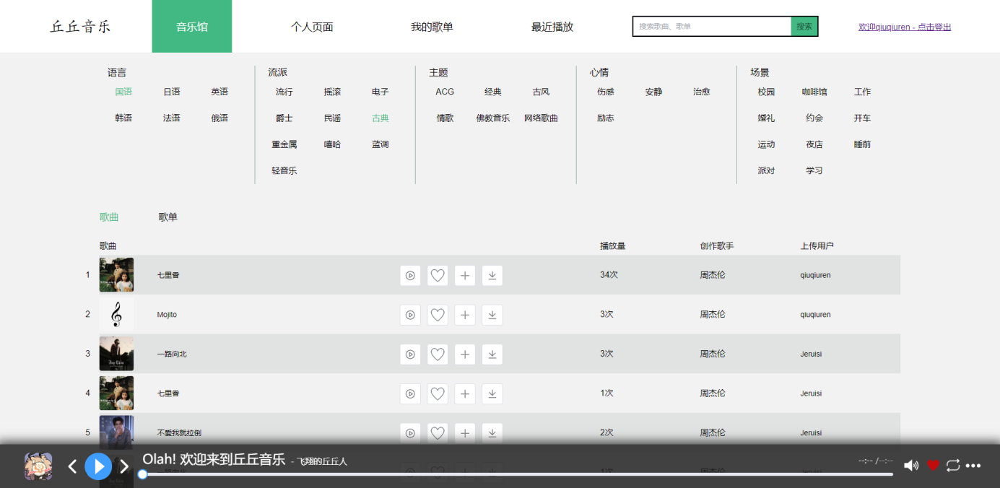 丘丘音乐 音乐馆 个人页面 我的歌单 最近播放 搜索歌曲、歌单 搜索 欢迎qiuqiuren - 点击登出
语言 流派 主题 心情 场景
国语 日语 英语 流行 摇滚 电子 ACG 经典 古风 伤感 安静 治愈 校园 咖啡馆 工作
韩语 法语 俄语 爵士 民谣 古典 情歌 佛教音乐 网络歌曲 励志 婚礼 约会 开车
重金属 嘻哈 蓝调 运动 夜店 睡前
轻音乐 派对 学习
歌曲 歌单
歌曲 播放量 创作歌手 上传用户
1 七里香 34次 周杰伦 qiuqiuren
2 Mojito 3次 周杰伦 qiuqiuren
3 一路向北 3次 周杰伦 Jeruisi
4 七里香 1次 周杰伦 Jeruisi
5 不爱我就拉倒 2次 周杰伦 Jeruisi
Olah! 欢迎来到丘丘音乐 - 飞翔的丘丘人 --:-- /--:--